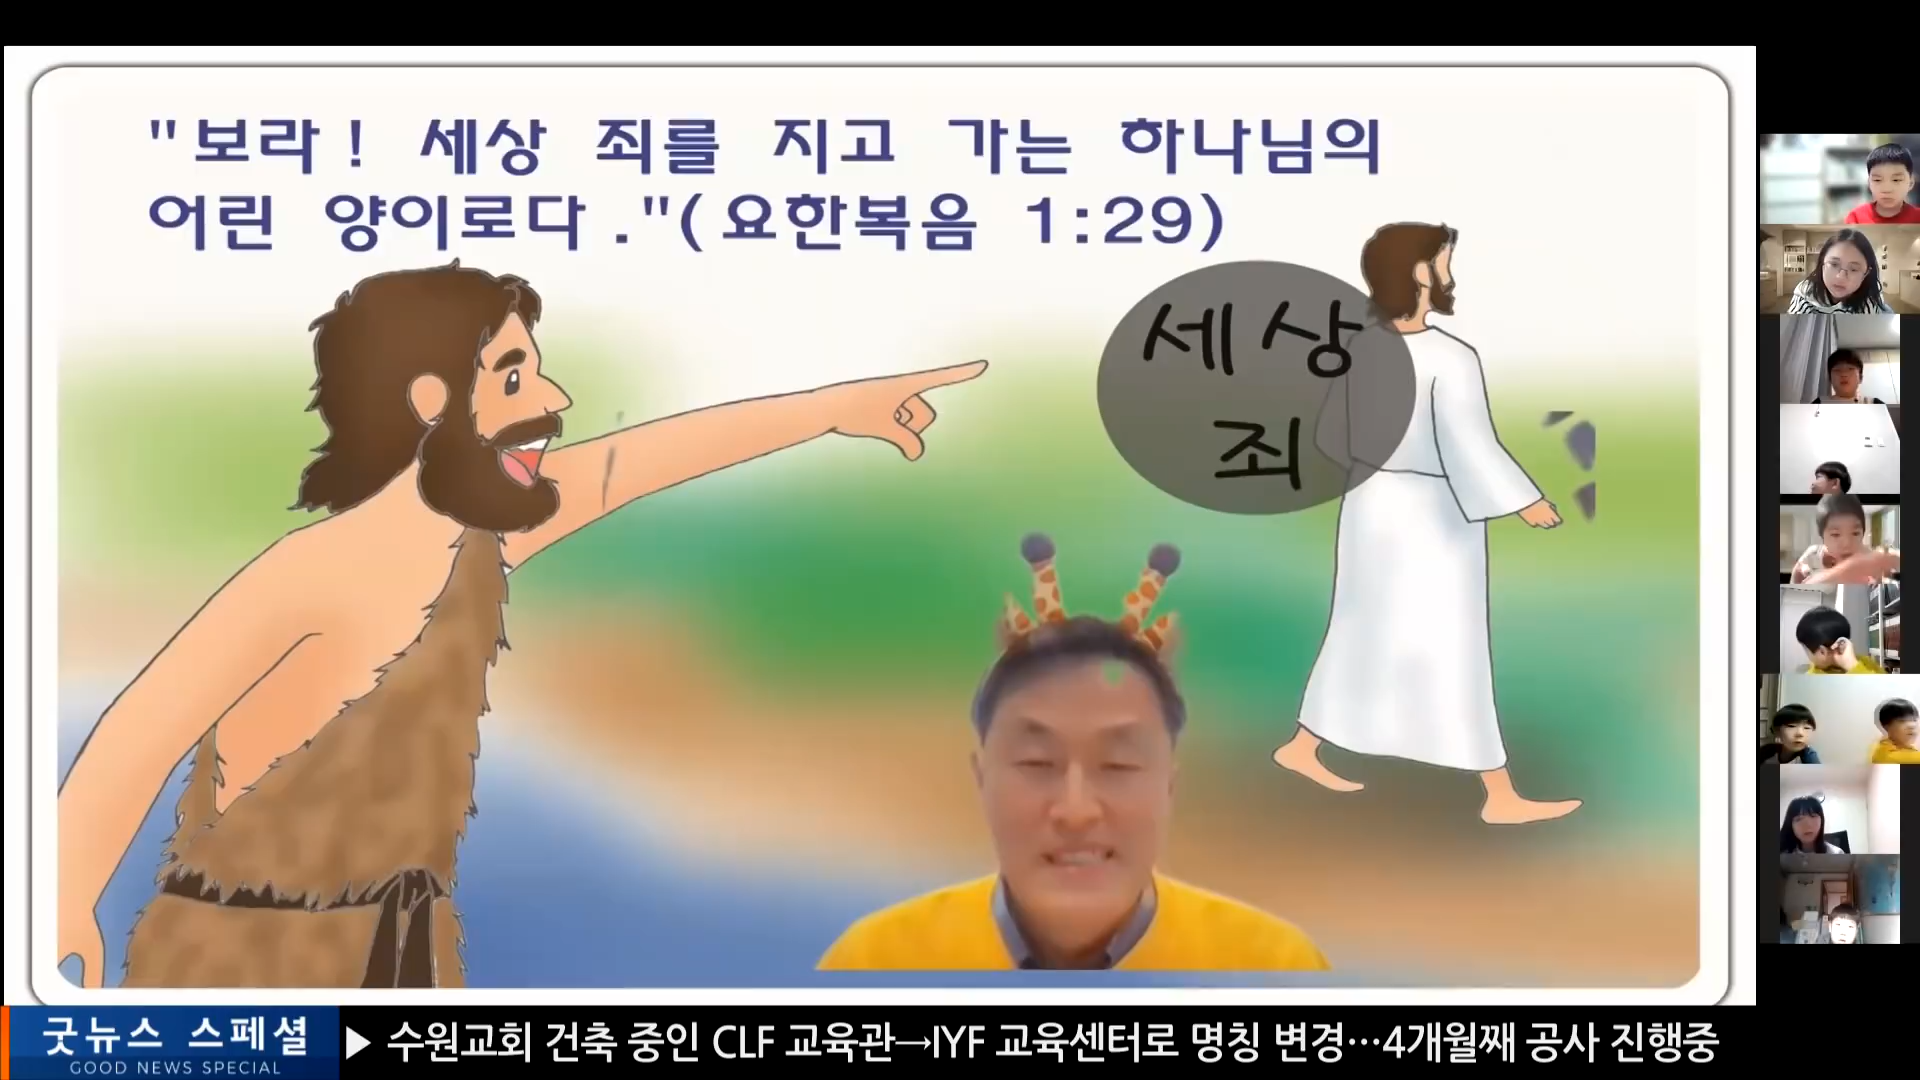 "보라! 세상 죄를 지고 가는 하나님의
어린 양이로다."(요한복음 1:29)
세상
죄
굿뉴스 스페셜
GOOD NEWS SPECIAL
▶ 수원교회 건축 중인 CLF 교육관→IYF 교육센터로 명칭 변경…4개월째 공사 진행중